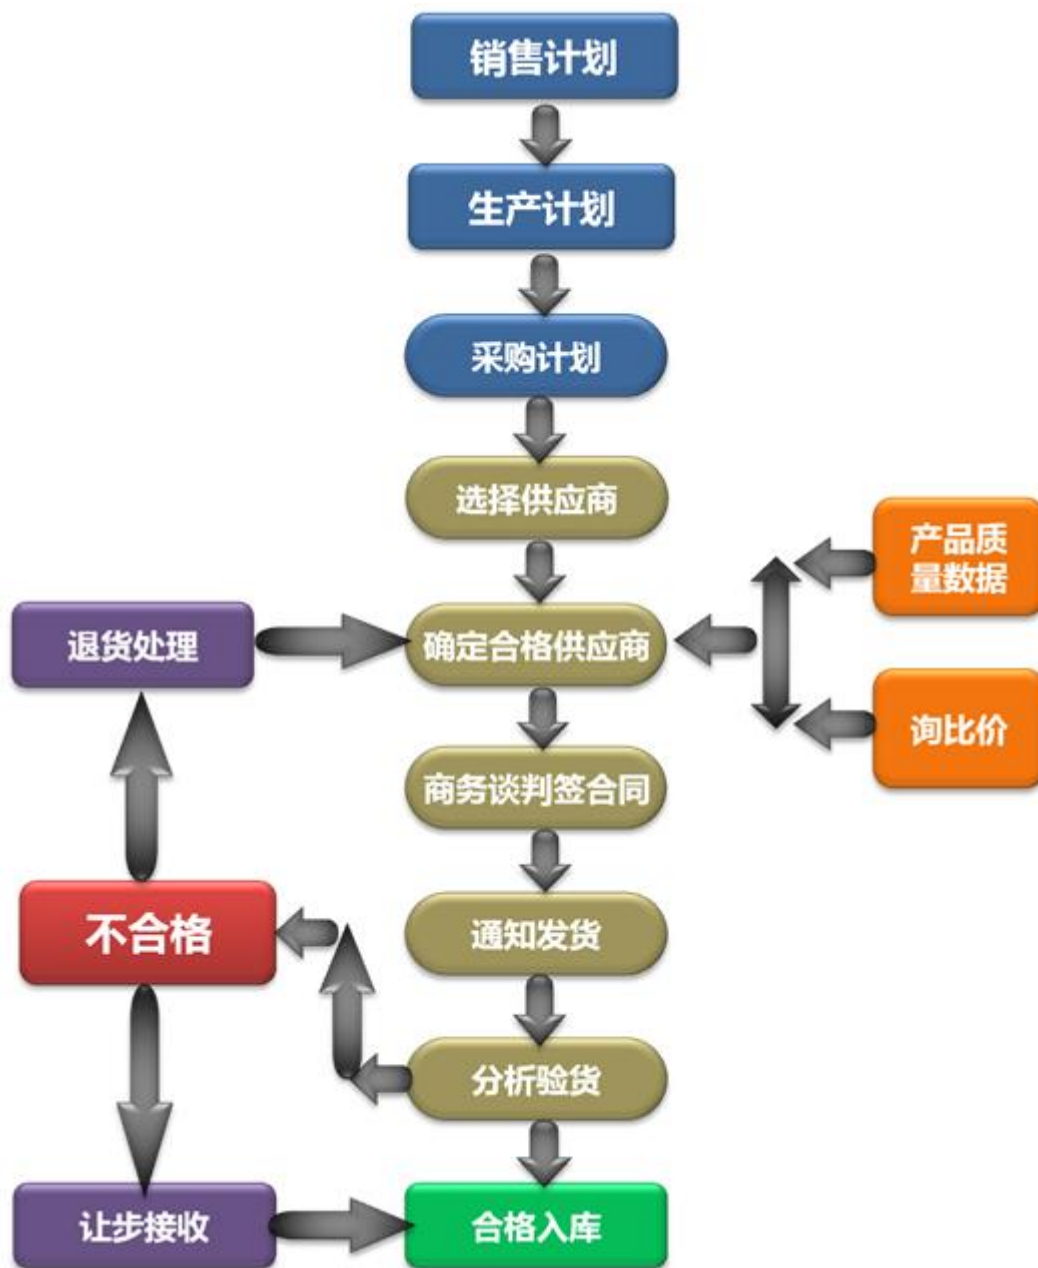 销售计划
生产计划
采购计划
选择供应商
产品质
量数据
退货处理
确定合格供应商
询比价
商务谈判签合同
不合格
通知发货
分析验货
让步接收
合格入库